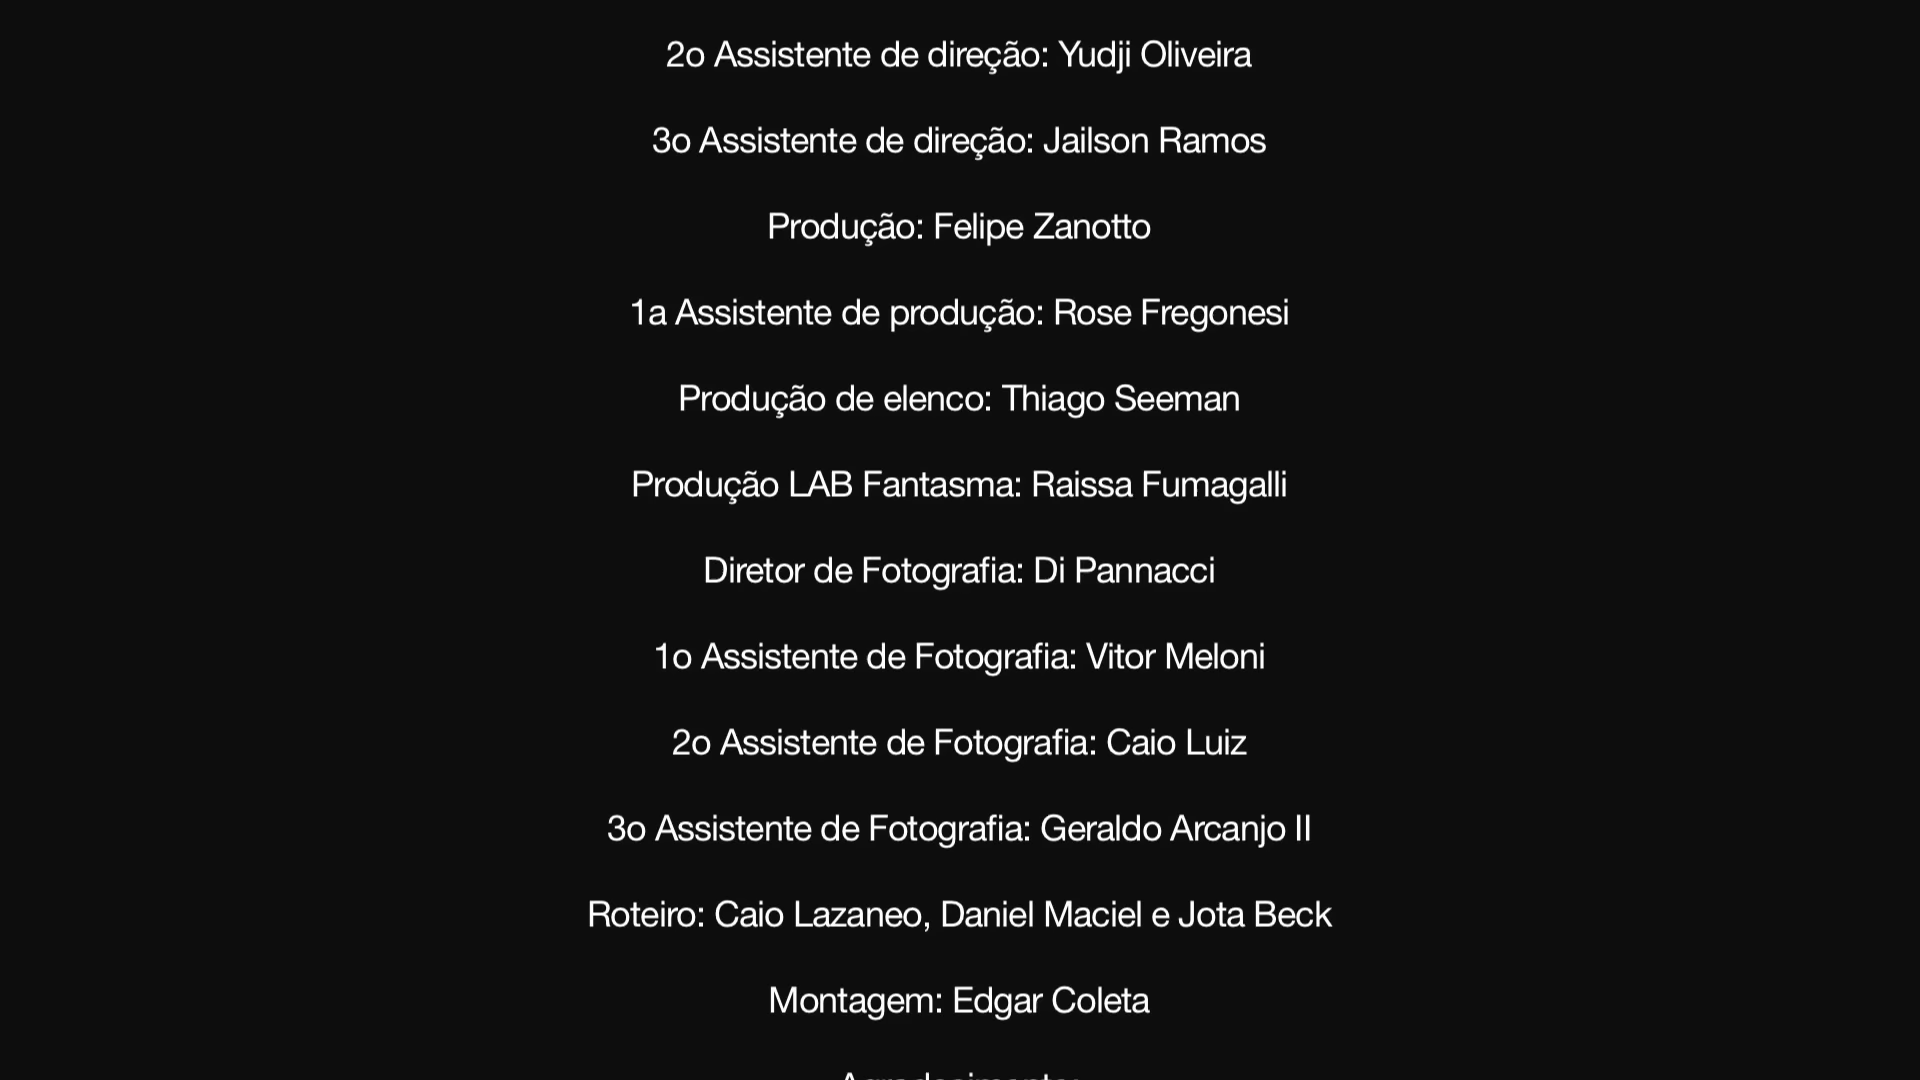 2o Assistente de direção: Yudji Oliveira
3o Assistente de direção: Jailson Ramos
Produção: Felipe Zanotto
1a Assistente de produção: Rose Fregonesi
Produção de elenco: Thiago Seeman
Produção LAB Fantasma: Raissa Fumagalli
Diretor de Fotografia: Di Pannacci
1o Assistente de Fotografia: Vitor Meloni
2o Assistente de Fotografia: Caio Luiz
3o Assistente de Fotografia: Geraldo Arcanjo II
Roteiro: Caio Lazaneo, Daniel Maciel e Jota Beck
Montagem: Edgar Coleta